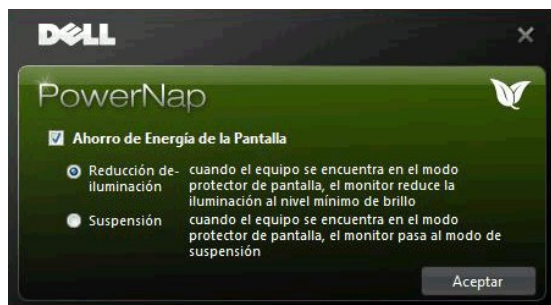 DELL
PowerNap
Ahorro de Energía de la Pantalla
Reducción de- cuando el equipo se encuentra en el modo
iluminación protector de pantalla, el monitor reduce la
iluminación al nivel mínimo de brillo
Suspensión cuando el equipo se encuentra en el modo
protector de pantalla, el monitor pasa al modo de
suspensión
Aceptar